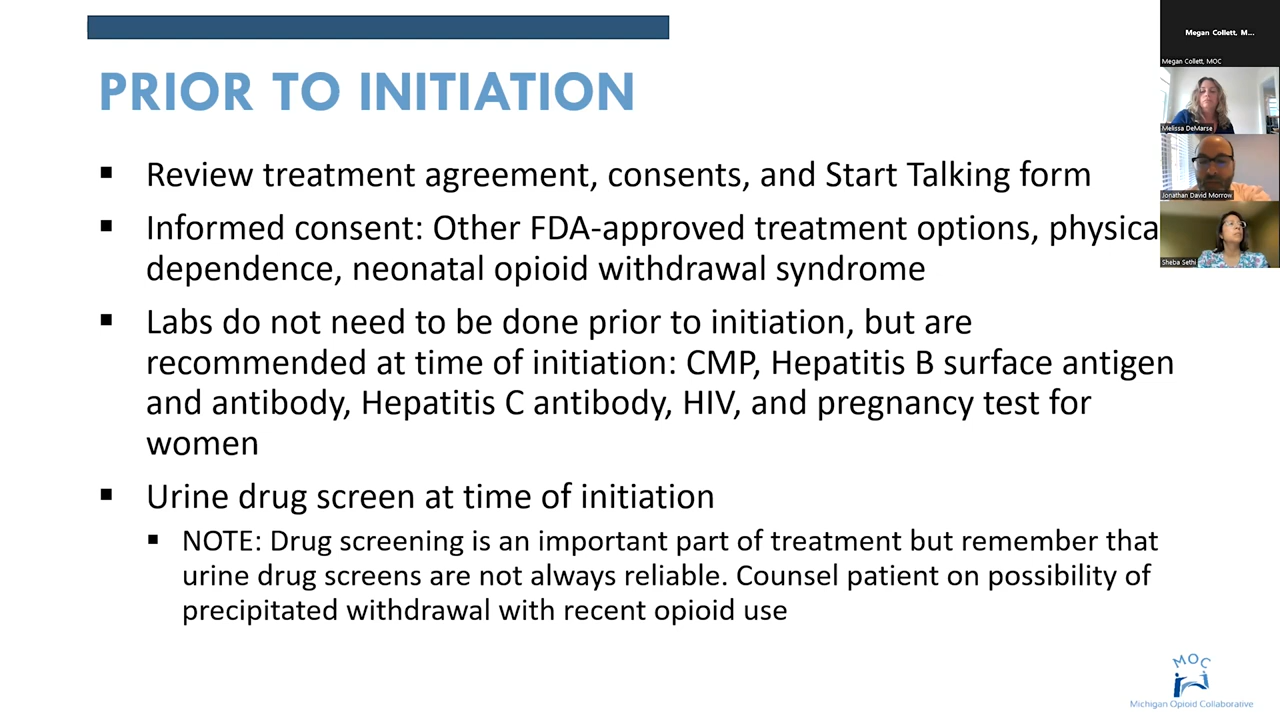 PRIOR TO INITIATION
Review treatment agreement, consents, and Start Talking form
Informed consent: Other FDA-approved treatment options, physica
dependence, neonatal opioid withdrawal syndrome
Labs do not need to be done prior to initiation, but are
recommended at time of initiation: CMP, Hepatitis B surface antigen
and antibody, Hepatitis C antibody, HIV, and pregnancy test for
women
Urine drug screen at time of initiation
NOTE: Drug screening is an important part of treatment but remember that
urine drug screens are not always reliable. Counsel patient on possibility of
precipitated withdrawal with recent opioid use
Megan Collett, M...
Megan Collett, MOC
Melissa DeMarse
Jonathan David Morrow
Sheba Sethi
MOC
Michigan Opioid Collaborative